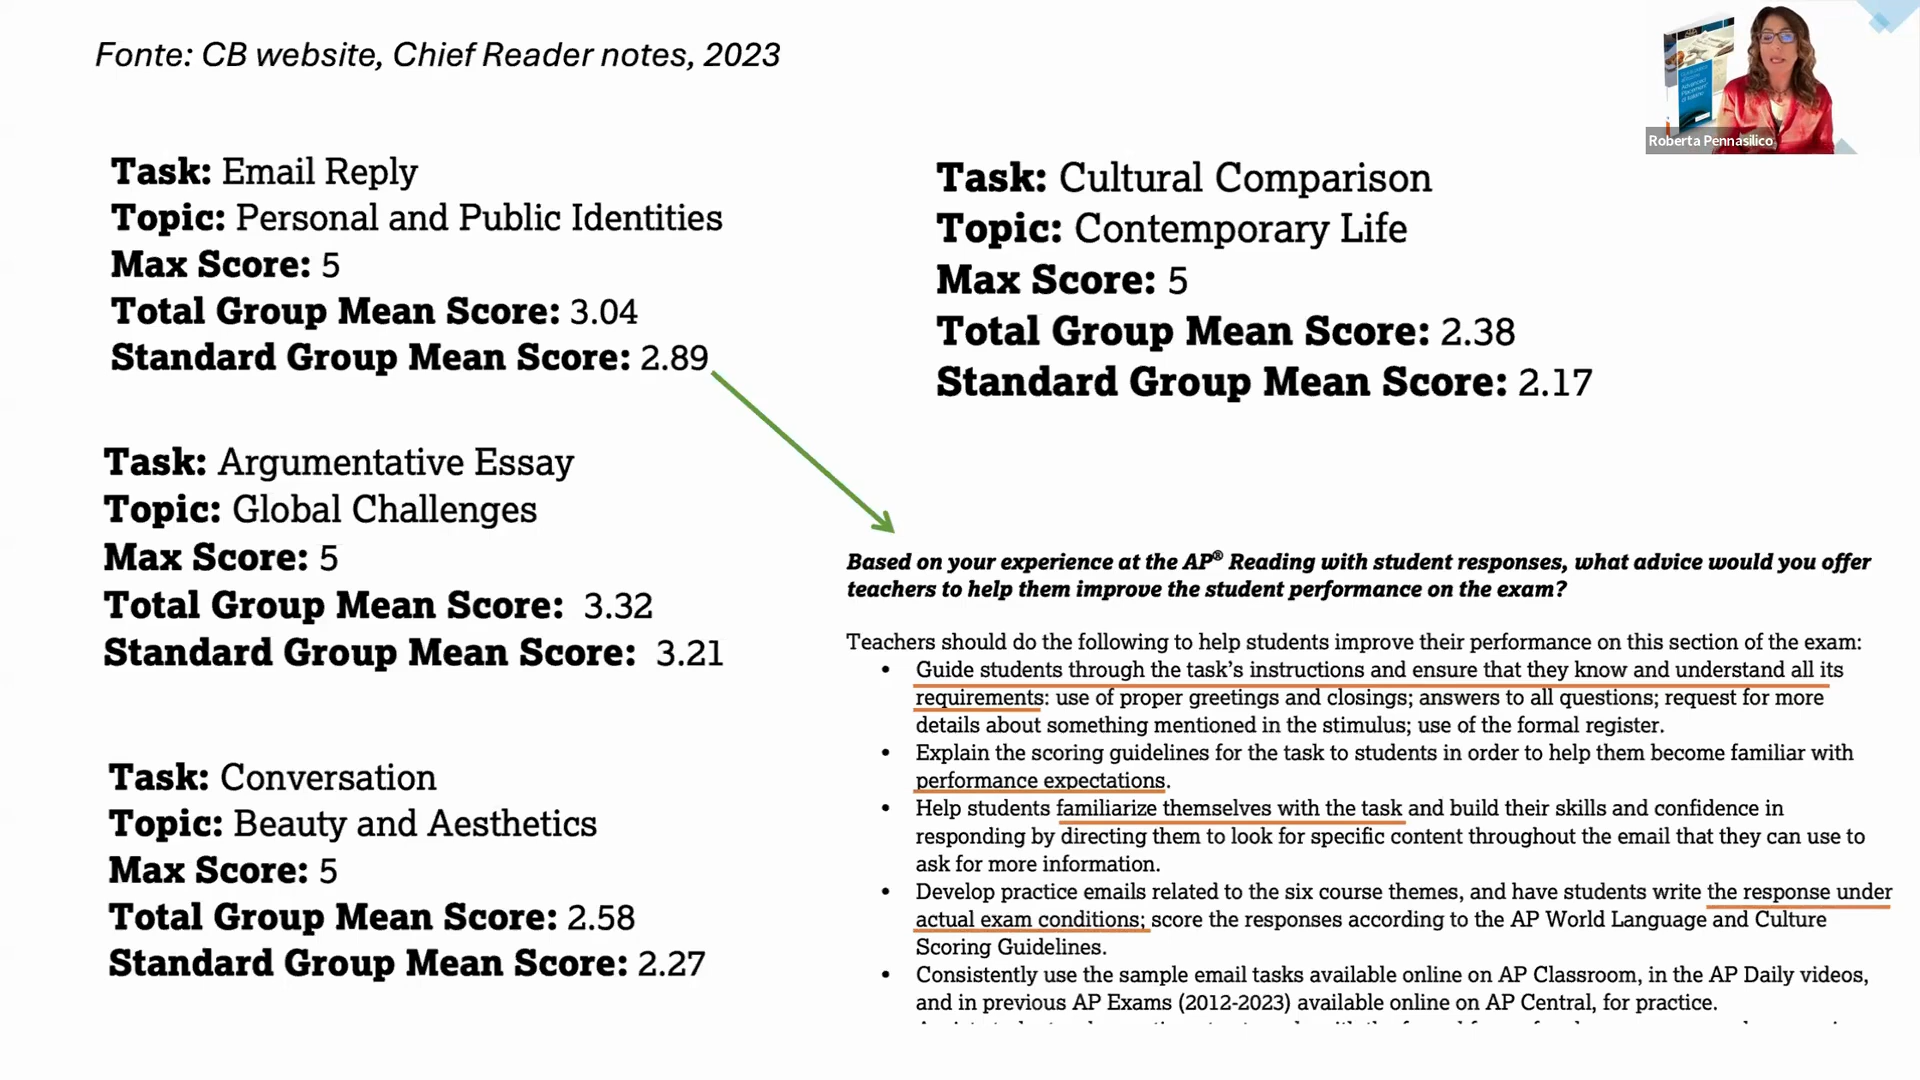 Fonte: CB website, Chief Reader notes, 2023
Task: Email Reply
Topic: Personal and Public Identities
Max Score: 5
Total Group Mean Score: 3.04
Standard Group Mean Score: 2.89
Task: Argumentative Essay
Topic: Global Challenges
Max Score: 5
Total Group Mean Score: 3.32
Standard Group Mean Score: 3.21
Task: Conversation
Topic: Beauty and Aesthetics
Max Score: 5
Total Group Mean Score: 2.58
Standard Group Mean Score: 2.27
Task: Cultural Comparison
Topic: Contemporary Life
Max Score: 5
Total Group Mean Score: 2.38
Standard Group Mean Score: 2.17
Based on your experience at the AP® Reading with student responses, what advice would you offer
teachers to help them improve the student performance on the exam?
Teachers should do the following to help students improve their performance on this section of the exam:
• Guide students through the task’s instructions and ensure that they know and understand all its
requirements: use of proper greetings and closings; answers to all questions; request for more
details about something mentioned in the stimulus; use of the formal register.
• Explain the scoring guidelines for the task to students in order to help them become familiar with
performance expectations.
• Help students familiarize themselves with the task and build their skills and confidence in
responding by directing them to look for specific content throughout the email that they can use to
ask for more information.
• Develop practice emails related to the six course themes, and have students write the response under
actual exam conditions; score the responses according to the AP World Language and Culture
Scoring Guidelines.
• Consistently use the sample email tasks available online on AP Classroom, in the AP Daily videos,
and in previous AP Exams (2012-2023) available online on AP Central, for practice.
Roberta Pennasilico